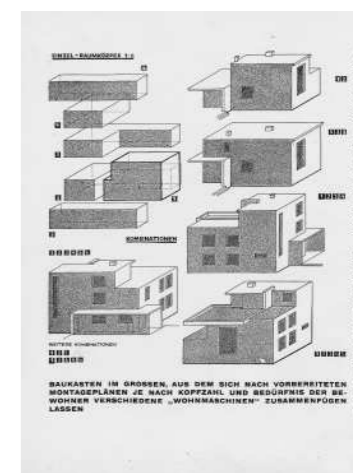 EINZEL-RAUMKÖRPER 1-6
KOMBINATIONEN
WEITERE KOMBINATIONEN
BAUKASTEN IM GROSSEN, AUS DEM SICH NACH VORBEREITETEN
MONTAGEPLÄNEN JE NACH KOPFZAHL UND BEDÜRFNIS DER BE-
WOHNER VERSCHIEDENE „WOHNMASCHINEN" ZUSAMMENFÜGEN
LASSEN